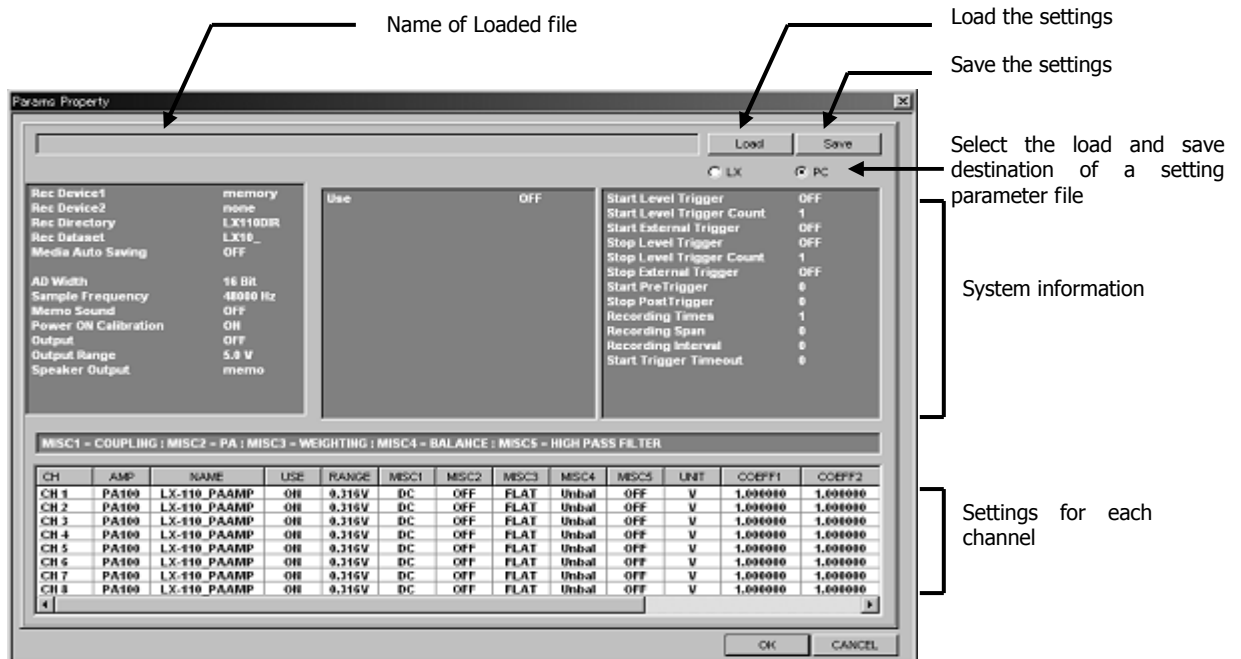 Name of Loaded file
Load the settings
Save the settings
Select the load and save
destination of a setting
parameter file
System information
Settings for each
channel
Params Property
Load Save
LX PC
Rec Device1 memory
Rec Device2 none
Rec Directory LX110DIR
Rec Dataset LX10_
Media Auto Saving OFF
AD Width 16 Bit
Sample Frequency 48000 Hz
Memo Sound OFF
Power ON Calibration ON
Output OFF
Output Range 5.0 V
Speaker Output memo
Use OFF
Start Level Trigger OFF
Start Level Trigger Count 1
Start External Trigger OFF
Stop Level Trigger OFF
Stop Level Trigger Count 1
Stop External Trigger OFF
Start PreTrigger 0
Stop PostTrigger 0
Recording Times 1
Recording Span 0
Recording Interval 0
Start Trigger Timeout 0
MISC1 = COUPLING : MISC2 = PA : MISC3 = WEIGHTING : MISC4 = BALANCE : MISC5 = HIGH PASS FILTER
CH AMP NAME USE RANGE MISC1 MISC2 MISC3 MISC4 MISC5 UNIT COEFF1 COEFF2
CH 1 PA100 LX-110_PAAMP ON 0.316V DC OFF FLAT Unbal OFF V 1.000000 1.000000
CH 2 PA100 LX-110_PAAMP ON 0.316V DC OFF FLAT Unbal OFF V 1.000000 1.000000
CH 3 PA100 LX-110_PAAMP ON 0.316V DC OFF FLAT Unbal OFF V 1.000000 1.000000
CH 4 PA100 LX-110_PAAMP ON 0.316V DC OFF FLAT Unbal OFF V 1.000000 1.000000
CH 5 PA100 LX-110_PAAMP ON 0.316V DC OFF FLAT Unbal OFF V 1.000000 1.000000
CH 6 PA100 LX-110_PAAMP ON 0.316V DC OFF FLAT Unbal OFF V 1.000000 1.000000
CH 7 PA100 LX-110_PAAMP ON 0.316V DC OFF FLAT Unbal OFF V 1.000000 1.000000
CH 8 PA100 LX-110_PAAMP ON 0.316V DC OFF FLAT Unbal OFF V 1.000000 1.000000
OK CANCEL